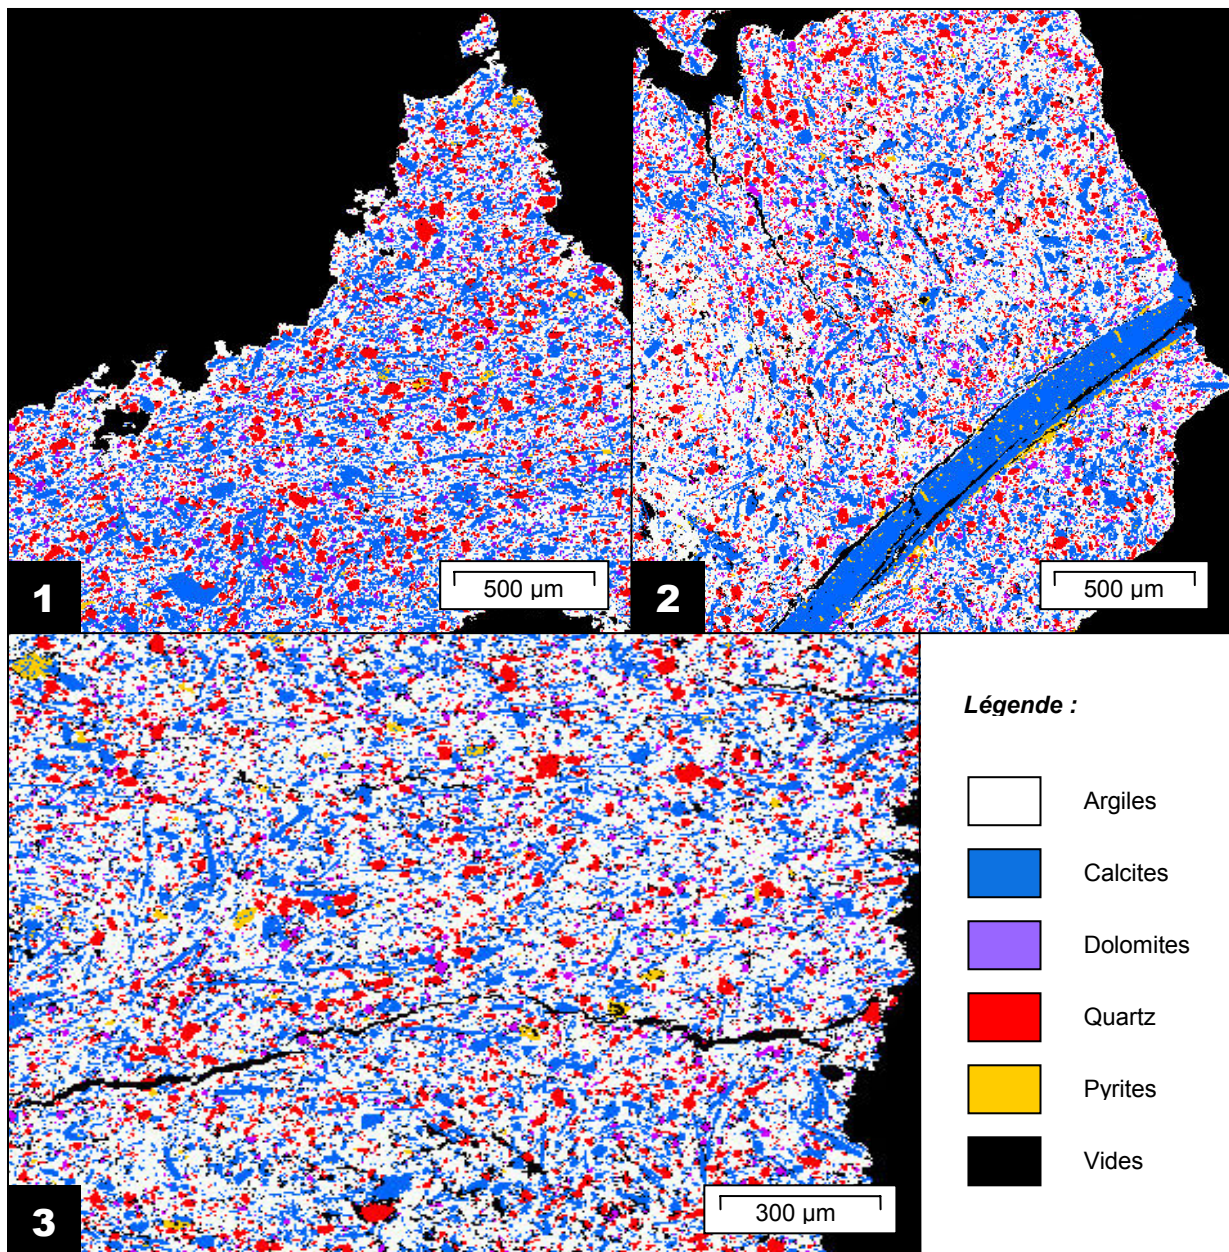 500 µm
1
500 µm
2
Légende :
Argiles
Calcites
Dolomites
Quartz
Pyrites
Vides
300 µm
3